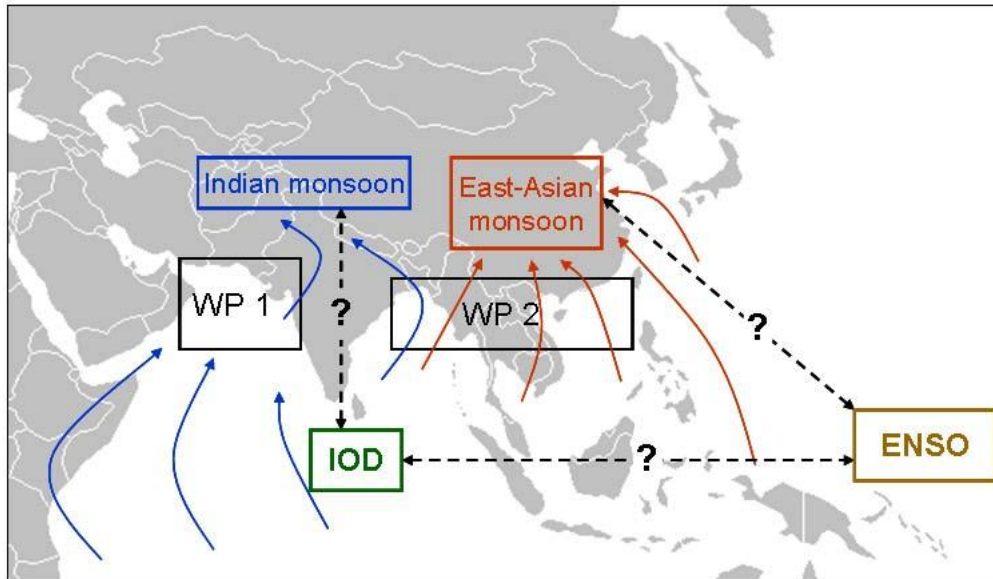 Indian monsoon
East-Asian
monsoon
WP 1
WP 2
?
?
IOD
?
ENSO